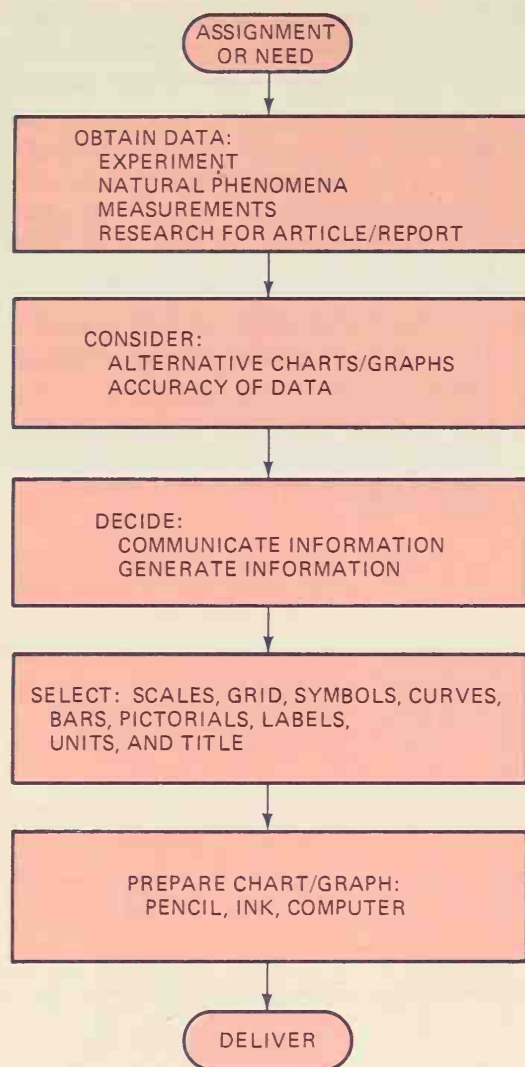 ASSIGNMENT
OR NEED
OBTAIN DATA:
EXPERIMENT
NATURAL PHENOMENA
MEASUREMENTS
RESEARCH FOR ARTICLE/REPORT
CONSIDER:
ALTERNATIVE CHARTS/GRAPHS
ACCURACY OF DATA
DECIDE:
COMMUNICATE INFORMATION
GENERATE INFORMATION
SELECT: SCALES, GRID, SYMBOLS, CURVES,
BARS, PICTORIALS, LABELS,
UNITS, AND TITLE
PREPARE CHART/GRAPH:
PENCIL, INK, COMPUTER
DELIVER